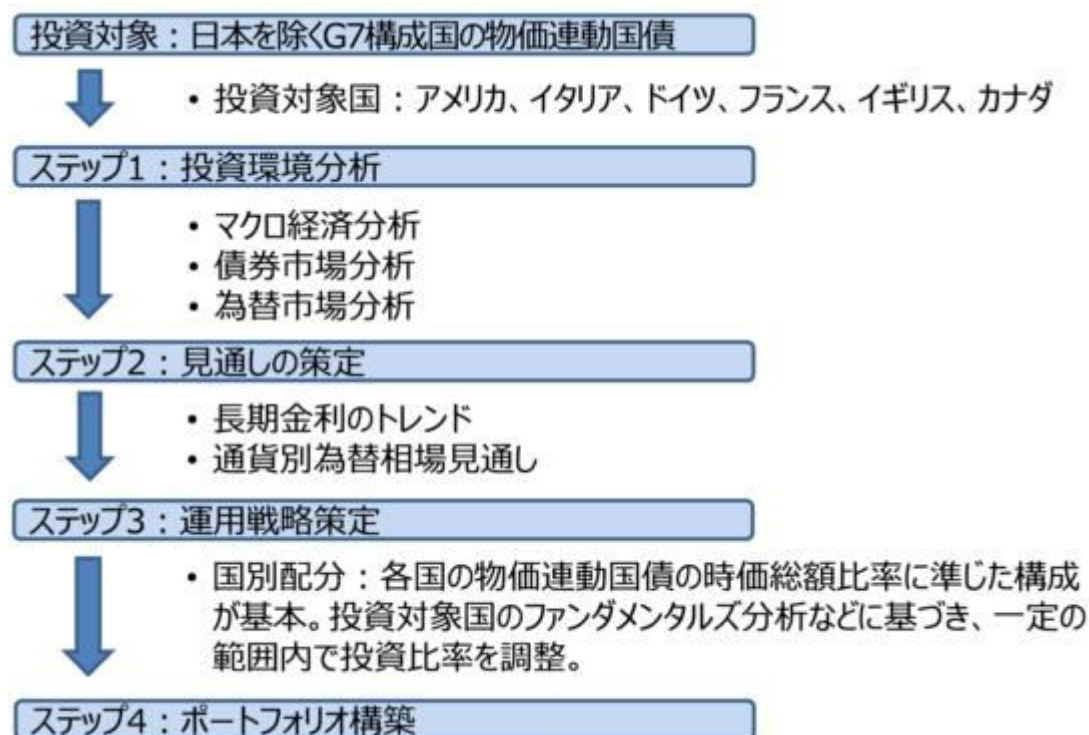 投資対象：日本を除くG7構成国の物価連動国債
• 投資対象国：アメリカ、イタリア、ドイツ、フランス、イギリス、カナダ
ステップ1：投資環境分析
• マクロ経済分析
• 債券市場分析
• 為替市場分析
ステップ2：見通しの策定
• 長期金利のトレンド
• 通貨別為替相場見通し
ステップ3：運用戦略策定
• 国別配分：各国の物価連動国債の時価総額比率に準じた構成
が基本。投資対象国のファンダメンタルズ分析などに基づき、一定の
範囲内で投資比率を調整。
ステップ4：ポートフォリオ構築